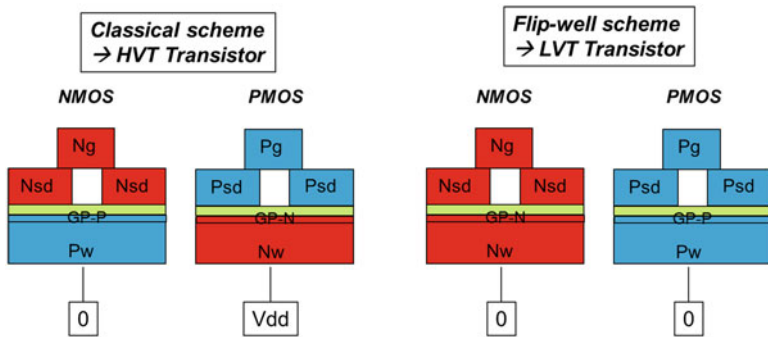 Classical scheme
→ HVT Transistor
Flip-well scheme
→ LVT Transistor
NMOS
PMOS
NMOS
PMOS
Ng
Pg
Ng
Pg
Nsd
Nsd
Psd
Psd
Nsd
Nsd
Psd
Psd
GP-P
GP-N
GP-N
GP-P
Pw
Nw
Nw
Pw
0
Vdd
0
0